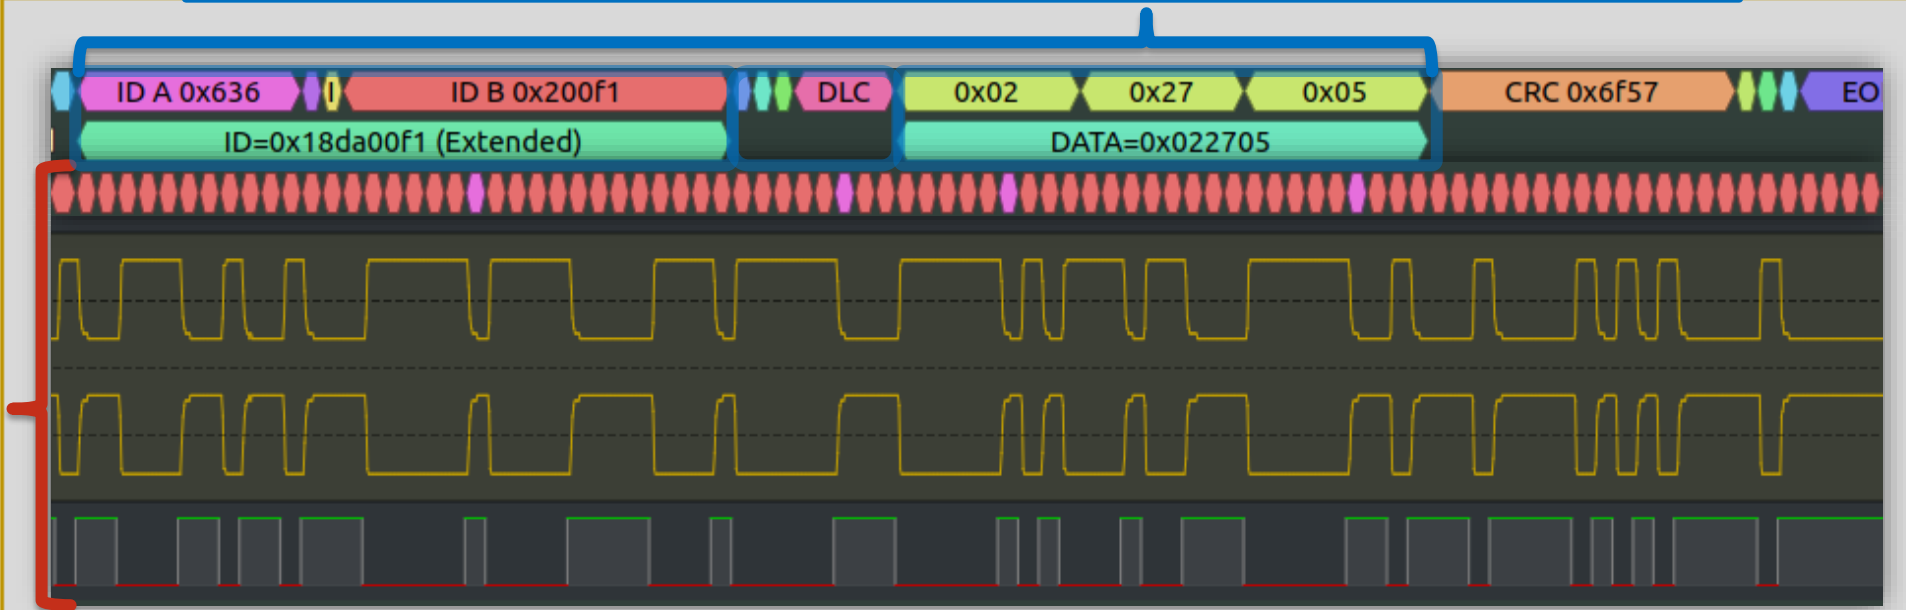 ID A 0x636 I ID B 0x200f1 DLC 0x02 0x27 0x05 CRC 0x6f57 EO
ID=0x18da00f1 (Extended) DATA=0x022705